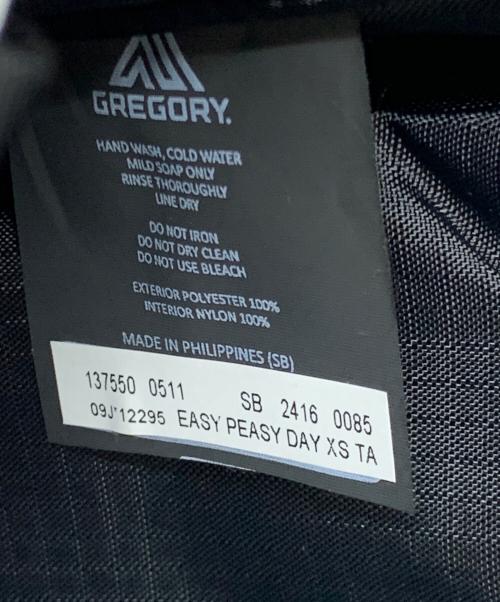 GREGORY.
HAND WASH, COLD WATER
MILD SOAP ONLY
RINSE THOROUGHLY
LINE DRY
DO NOT IRON
DO NOT DRY CLEAN
DO NOT USE BLEACH
EXTERIOR POLYESTER 100%
INTERIOR NYLON 100%
MADE IN PHILIPPINES (SB)
137550 0511 SB 2416 0085
09J*12295 EASY PEASY DAY XS TA